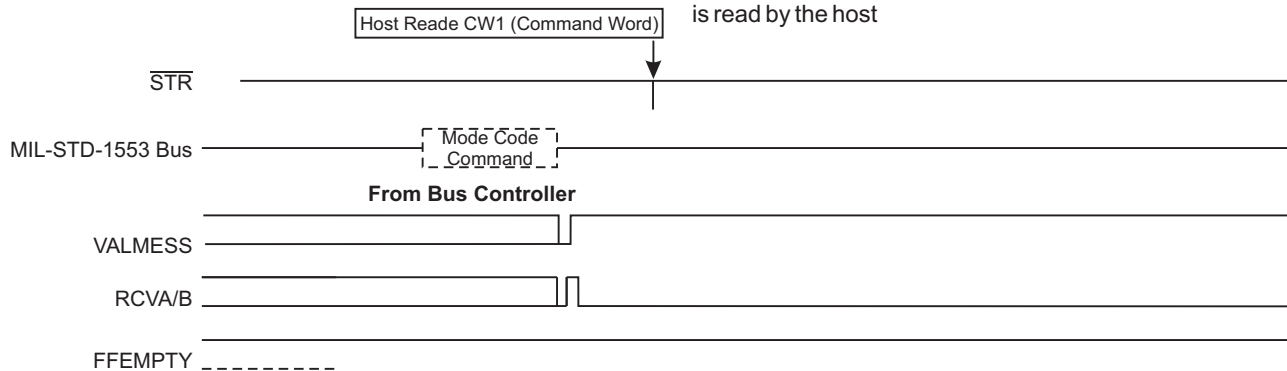 is read by the host
Host Reade CW1 (Command Word)
STR
MIL-STD-1553 Bus
Mode Code
Command
From Bus Controller
VALMESS
RCVA/B
FFEMPTY